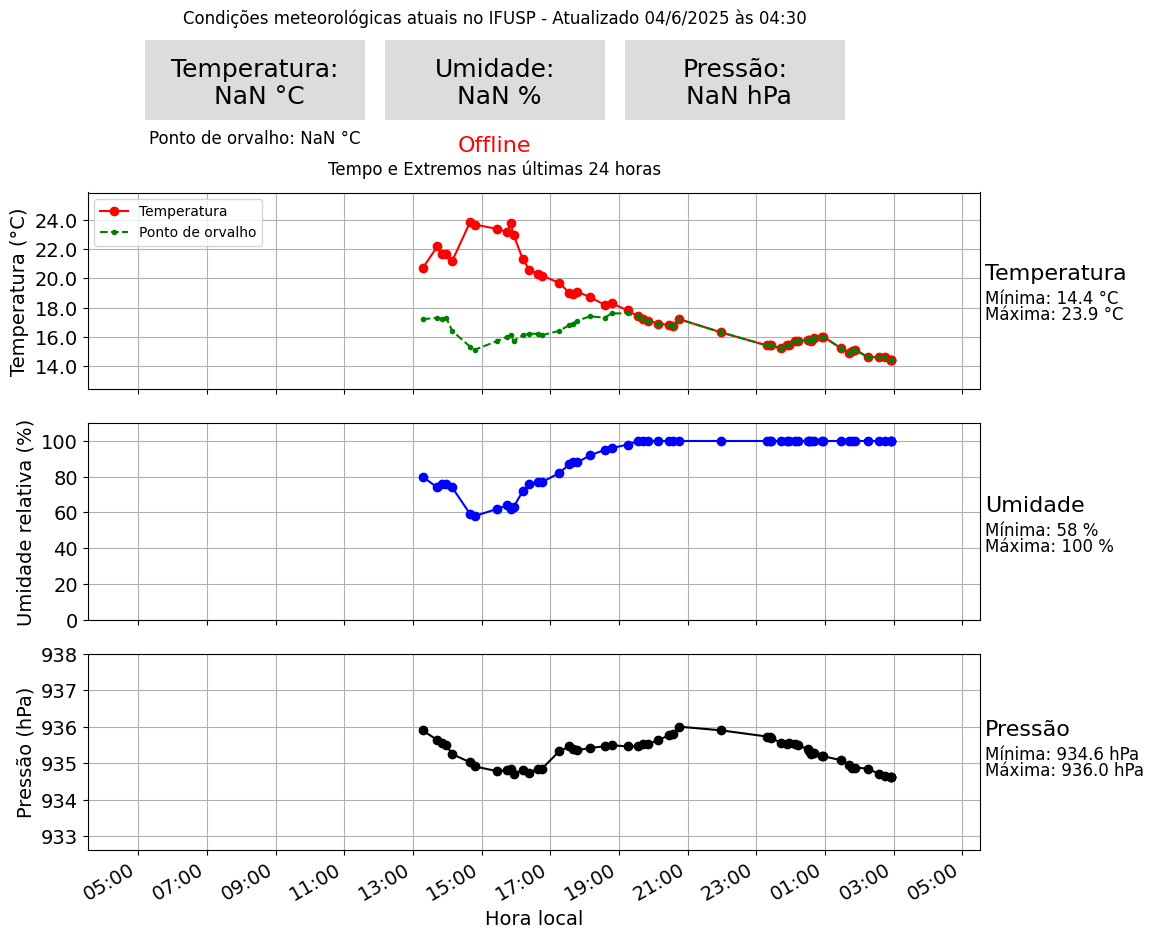 Condições meteorológicas atuais no IFUSP - Atualizado 04/6/2025 às 04:30
Temperatura:
NaN °C
Umidade:
NaN %
Pressão:
NaN hPa
Ponto de orvalho: NaN °C
Offline
Tempo e Extremos nas últimas 24 horas
Temperatura (°C)
24.0
22.0
20.0
18.0
16.0
14.0
Temperatura
Ponto de orvalho
Temperatura
Mínima: 14.4 °C
Máxima: 23.9 °C
Umidade relativa (%)
100
80
60
40
20
0
Umidade
Mínima: 58 %
Máxima: 100 %
Pressão (hPa)
938
937
936
935
934
933
Pressão
Mínima: 934.6 hPa
Máxima: 936.0 hPa
05:00
07:00
09:00
11:00
13:00
15:00
17:00
19:00
21:00
23:00
01:00
03:00
05:00
Hora local